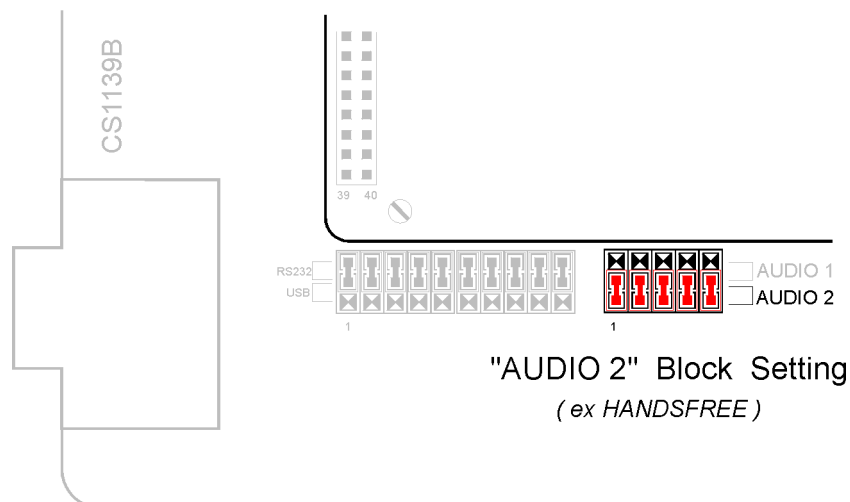 CS1139B
39 40
RS232
USB
1
AUDIO 1
AUDIO 2
1
"AUDIO 2" Block Setting
( ex HANDSFREE )